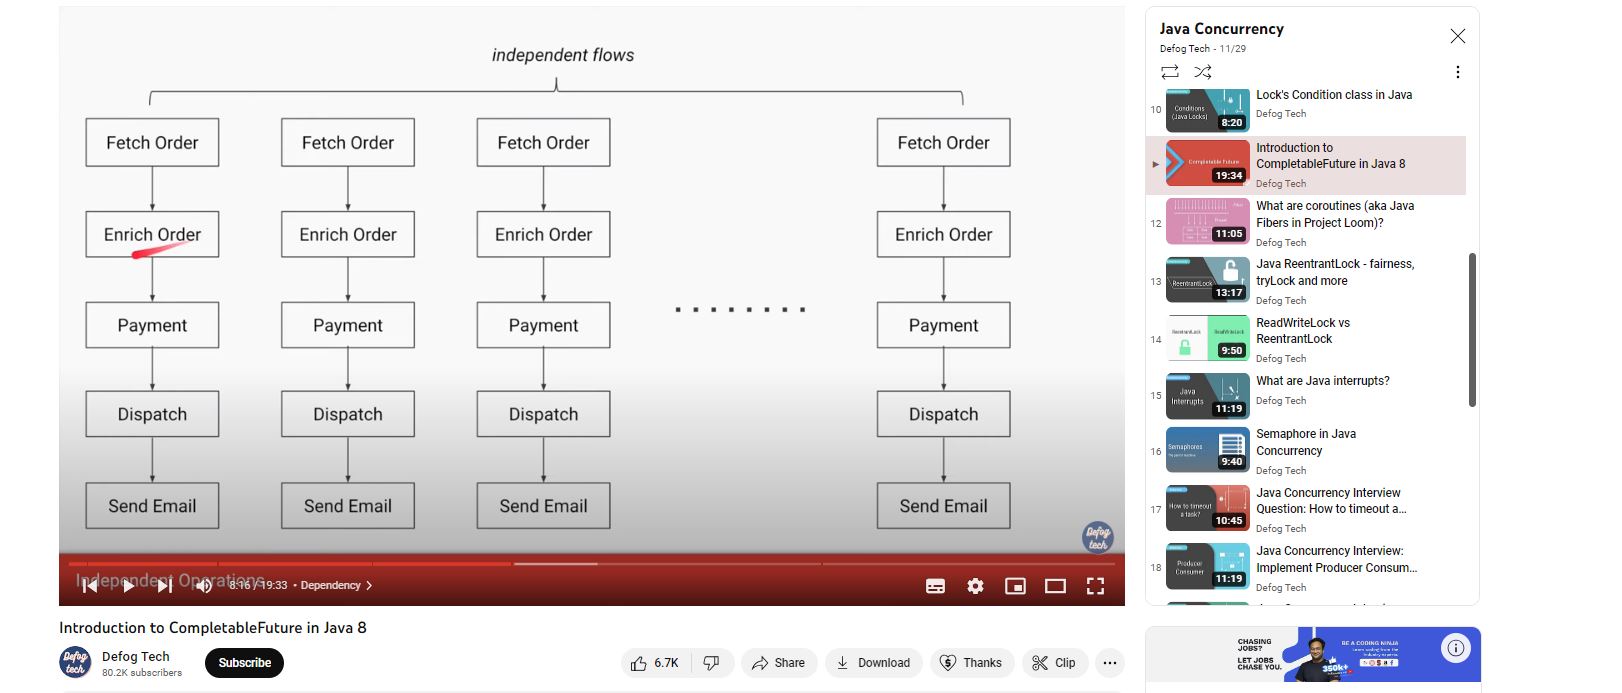 independent flows
Fetch Order
Fetch Order
Fetch Order
Fetch Order
Enrich Order
Enrich Order
Enrich Order
Enrich Order
Payment
Payment
Payment
Payment
Dispatch
Dispatch
Dispatch
Dispatch
Send Email
Send Email
Send Email
Send Email
Defog
tech
Independent Operations
8:16 / 19:33 • Dependency
Introduction to CompletableFuture in Java 8
Defog
tech
Defog Tech
80.2K subscribers
Subscribe
6.7K
Share
Download
Thanks
Clip
Java Concurrency
Defog Tech - 11/29
10
Conditions
(Java Locks)
8:20
Lock's Condition class in Java
Defog Tech
Completable Future
19:34
Introduction to
CompletableFuture in Java 8
Defog Tech
12
11:05
What are coroutines (aka Java
Fibers in Project Loom)?
Defog Tech
13
ReentrantLock
13:17
Java ReentrantLock - fairness,
tryLock and more
Defog Tech
14
ReentrantLock
ReadWriteLock
9:50
ReadWriteLock vs
ReentrantLock
Defog Tech
15
Java
Interrupts
11:19
What are Java interrupts?
Defog Tech
16
Semaphores
9:40
Semaphore in Java
Concurrency
Defog Tech
17
How to timeout
a task?
10:45
Java Concurrency Interview
Question: How to timeout a...
Defog Tech
18
Producer
Consumer
11:19
Java Concurrency Interview:
Implement Producer Consum...
Defog Tech
CHASING
JOBS?
LET JOBS
CHASE YOU.
350k+
BE A CODING NINJA
Learn coding from the
industry experts